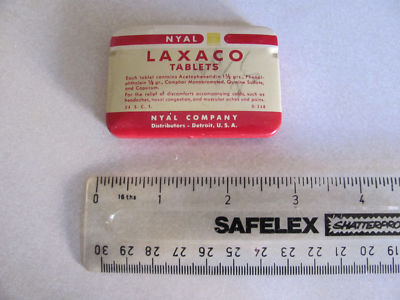 NYAL
LAXACO
TABLETS
Each tablet contains Acetophenetidin 1½ grs., Phenol-
phthalein ⅛ gr., Camphor Monobromated, Quinine Sulfate,
and Capsicum.
For the relief of discomforts accompanying colds, such as
headaches, nasal congestion, and muscular aches and pains.
24 S. C. T.
NYAL COMPANY
Distributors - Detroit, U. S. A.
0 16 ths 1 2 3 4
SAFELEX SHATTERPRO
30 29 28 27 26 25 24 23 22 21 20 19